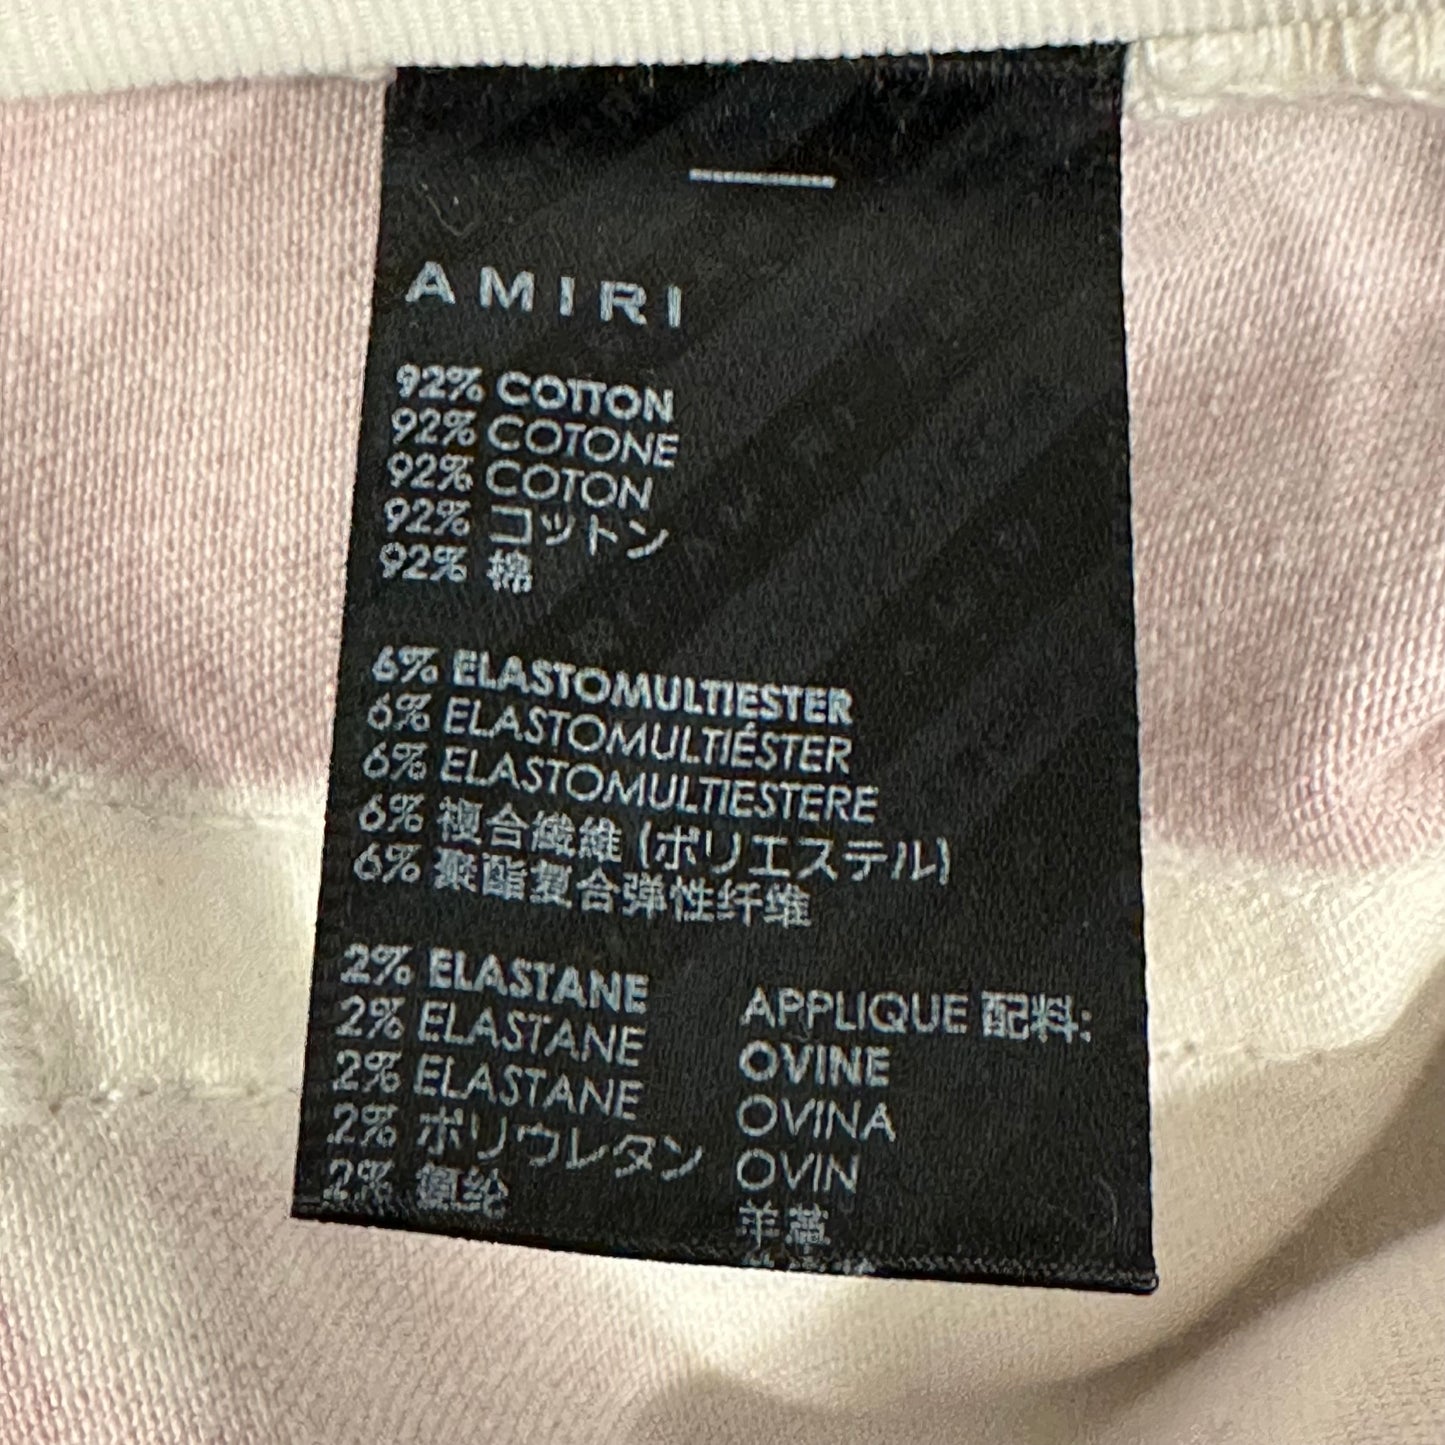 AMIRI
92% COTTON
92% COTONE
92% COTON
92% コットン
92% 棉
6% ELASTOMULTIESTER
6% ELASTOMULTIÉSTER
6% ELASTOMULTIESTERE
6% 複合繊維 (ポリエステル)
6% 聚酯复合弹性纤维
2% ELASTANE
2% ELASTANE
2% ELASTANE
2% ポリウレタン
2% 氨纶
APPLIQUE 配料:
OVINE
OVINA
OVIN
羊革